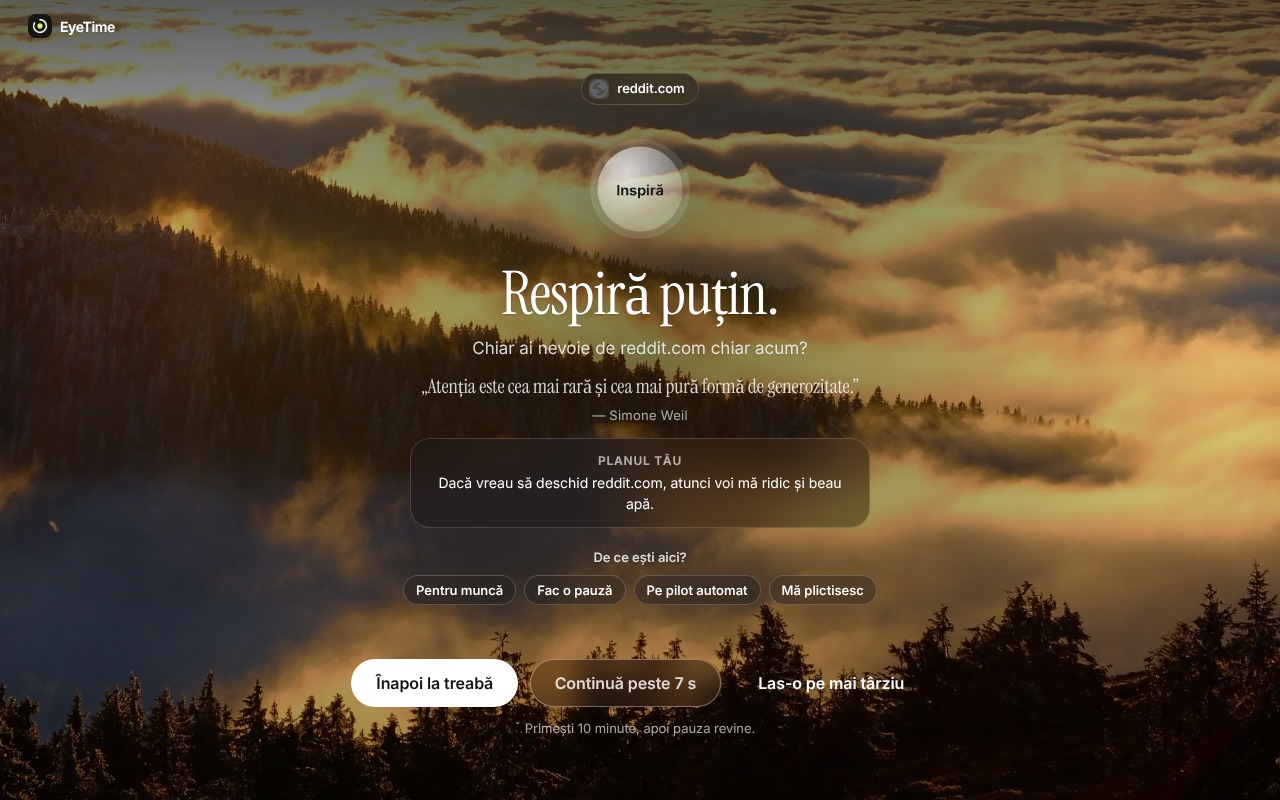 EyeTime
reddit.com
Inspiră
Respiră puțin.
Chiar ai nevoie de reddit.com chiar acum?
„Atenția este cea mai rară și cea mai pură formă de generozitate.”
— Simone Weil
PLANUL TĂU
Dacă vreau să deschid reddit.com, atunci voi mă ridic și beau
apă.
De ce ești aici?
Pentru muncă
Fac o pauză
Pe pilot automat
Mă plictisesc
Înapoi la treabă
Continuă peste 7 s
Las-o pe mai târziu
Primești 10 minute, apoi pauza revine.